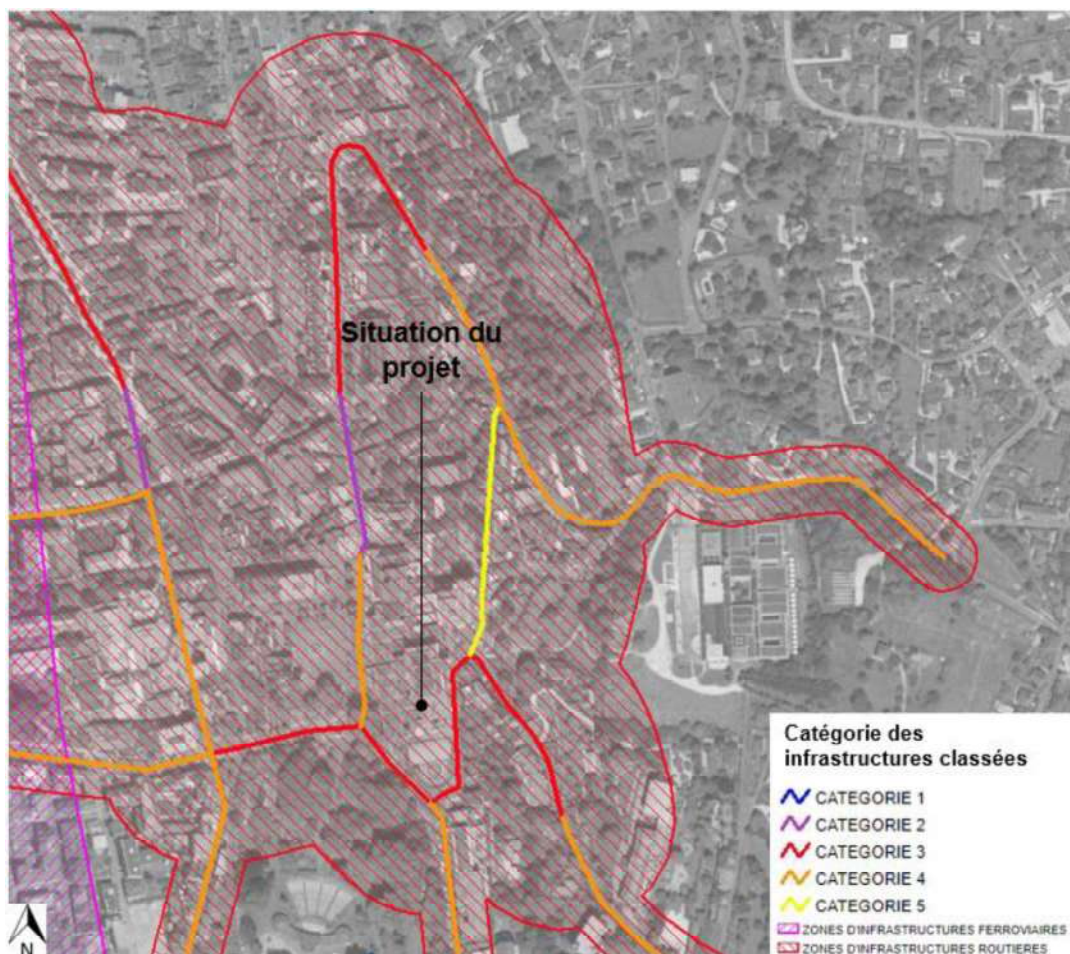 Situation du
projet
Catégorie des
infrastructures classées
CATEGORIE 1
CATEGORIE 2
CATEGORIE 3
CATEGORIE 4
CATEGORIE 5
ZONES D'INFRASTRUCTURES FERROVIAIRES
ZONES D'INFRASTRUCTURES ROUTIERES
N